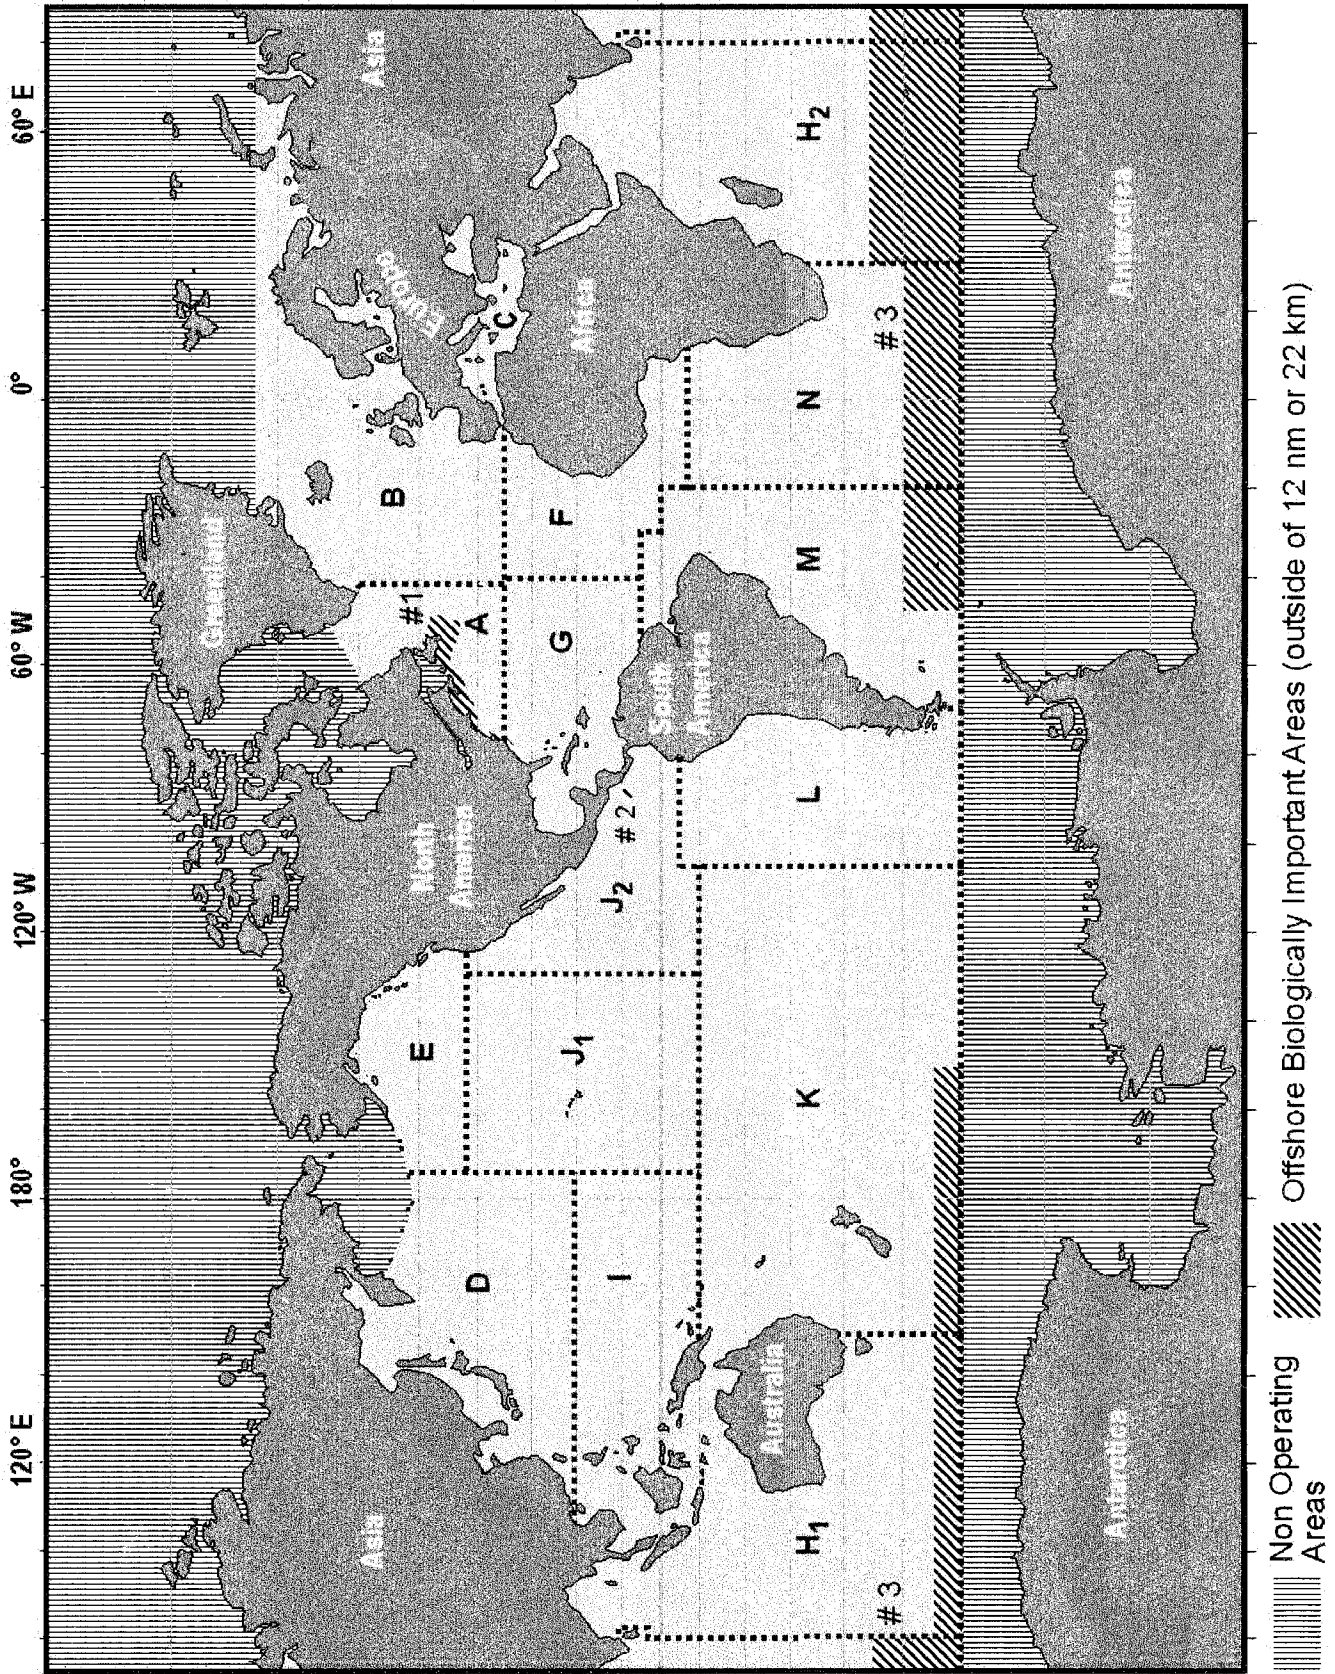 120° E
180°
120° W
60° W
0°
60° E
Asia
North
America
Greenland
Europe
Asia
D
E
#1
A
B
C
I
J1
J2
#2
G
F
Africa
South
America
Australia
H1
K
L
M
N
H2
#3
#3
Antarctica
Antarctica
Non Operating
Areas
Offshore Biologically Important Areas (outside of 12 nm or 22 km)